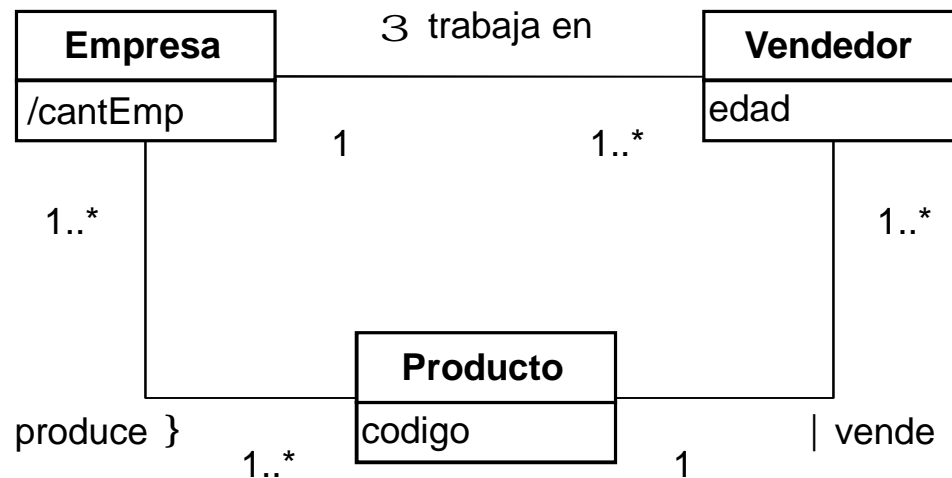 3 trabaja en
Empresa
Vendedor
/cantEmp
edad
1
1..*
1..*
1..*
Producto
codigo
produce }
| vende
1..*
1